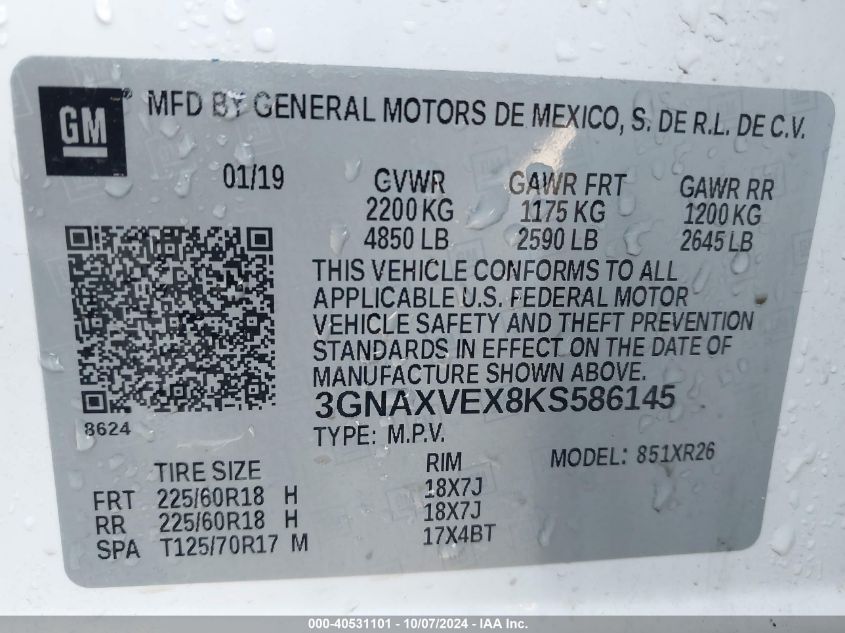 GM
MFD BY GENERAL MOTORS DE MEXICO, S. DE R.L. DE C.V.
01/19 GVWR GAWR FRT GAWR RR
2200 KG 1175 KG 1200 KG
4850 LB 2590 LB 2645 LB
THIS VEHICLE CONFORMS TO ALL
APPLICABLE U.S. FEDERAL MOTOR
VEHICLE SAFETY AND THEFT PREVENTION
STANDARDS IN EFFECT ON THE DATE OF
MANUFACTURE SHOWN ABOVE.
3GNAXVEX8KS586145
8624
TYPE: M.P.V.
TIRE SIZE RIM MODEL: 851XR26
FRT 225/60R18 H 18X7J
RR 225/60R18 H 18X7J
SPA T125/70R17 M 17X4BT
000-40531101 - 10/07/2024 - IAA Inc.